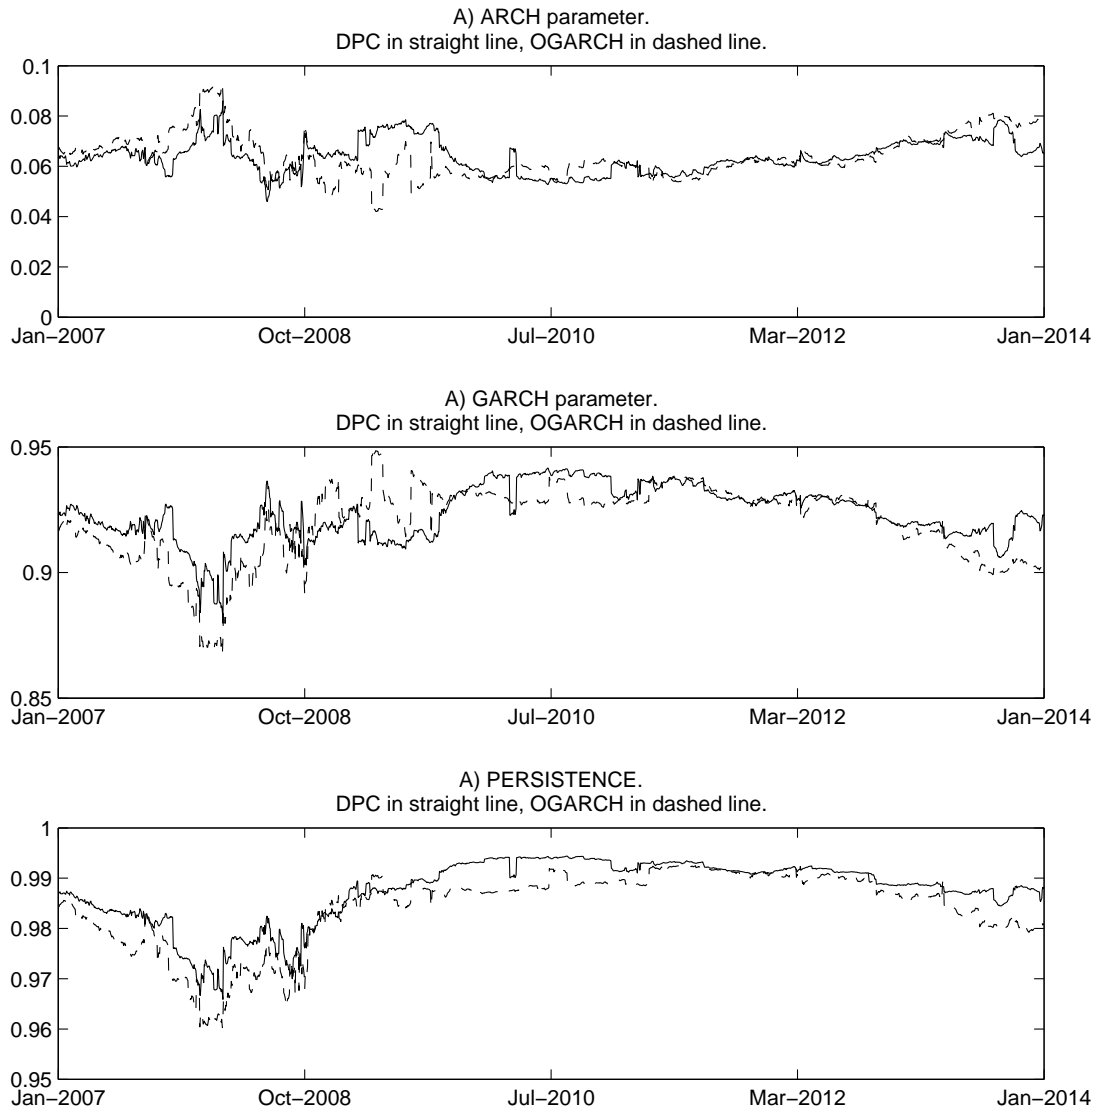 A) ARCH parameter.
DPC in straight line, OGARCH in dashed line.
0.1
0.08
0.06
0.04
0.02
0
Jan−2007 Oct−2008 Jul−2010 Mar−2012 Jan−2014
A) GARCH parameter.
DPC in straight line, OGARCH in dashed line.
0.95
0.9
0.85
Jan−2007 Oct−2008 Jul−2010 Mar−2012 Jan−2014
A) PERSISTENCE.
DPC in straight line, OGARCH in dashed line.
1
0.99
0.98
0.97
0.96
0.95
Jan−2007 Oct−2008 Jul−2010 Mar−2012 Jan−2014